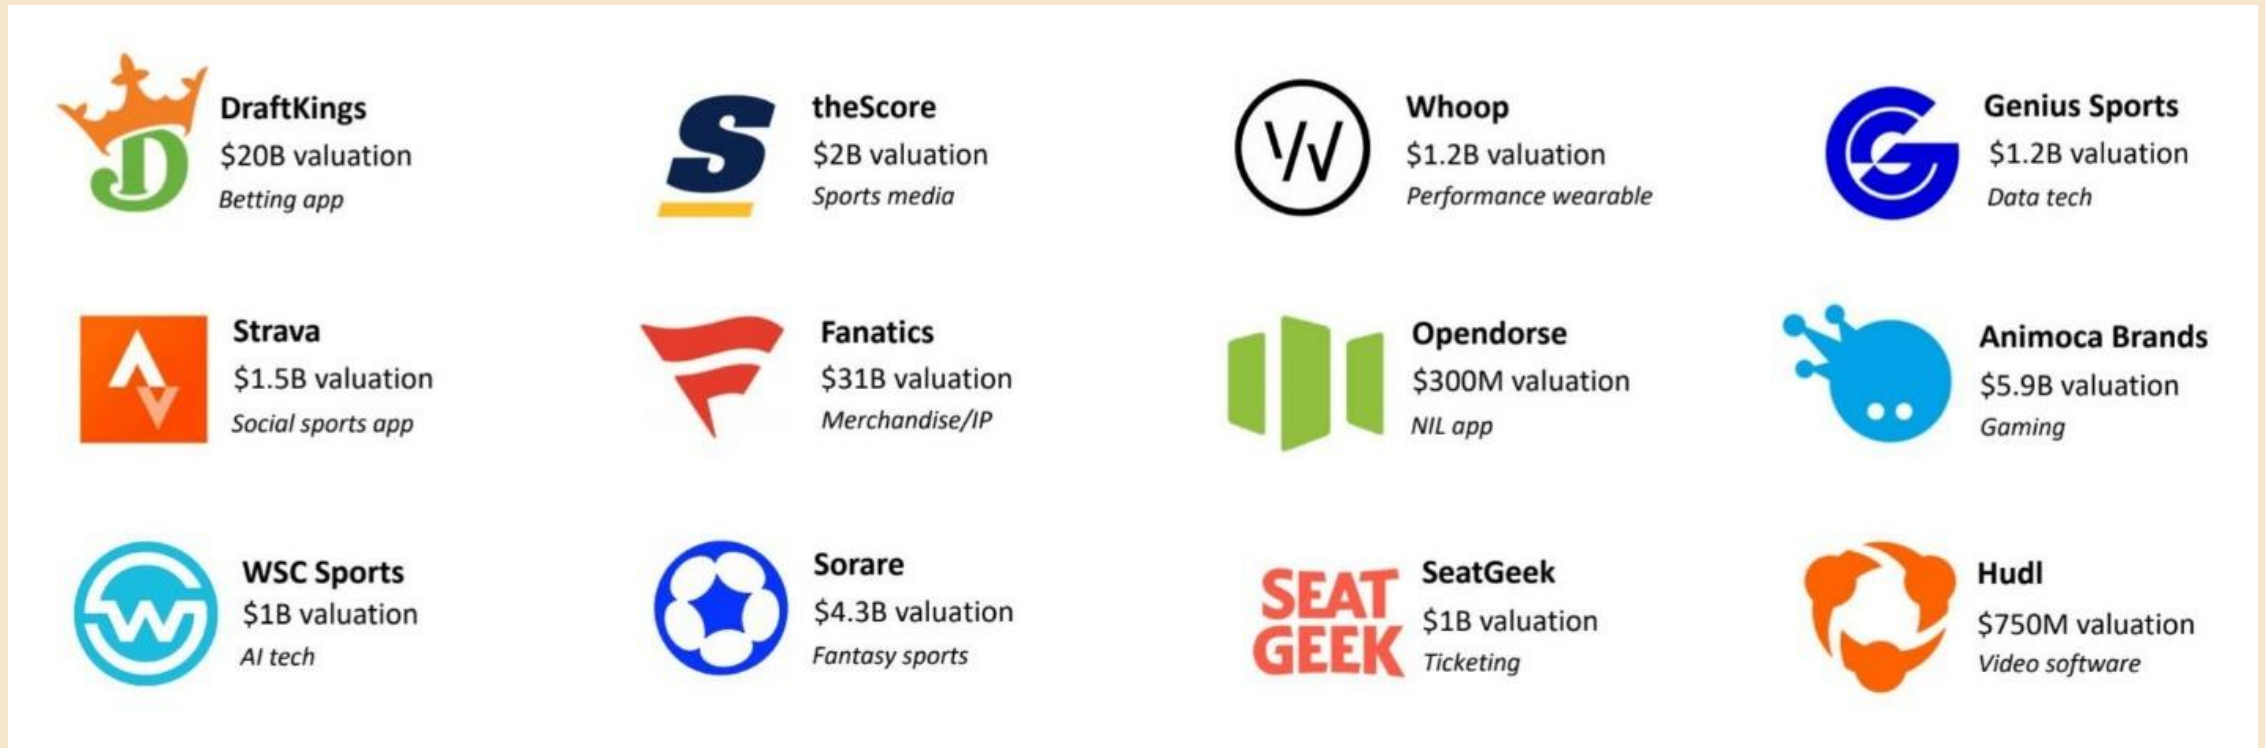 DraftKings
$20B valuation
Betting app
theScore
$2B valuation
Sports media
Whoop
$1.2B valuation
Performance wearable
Genius Sports
$1.2B valuation
Data tech
Strava
$1.5B valuation
Social sports app
Fanatics
$31B valuation
Merchandise/IP
Opendorse
$300M valuation
NIL app
Animoca Brands
$5.9B valuation
Gaming
WSC Sports
$1B valuation
AI tech
Sorare
$4.3B valuation
Fantasy sports
SEAT
GEEK
SeatGeek
$1B valuation
Ticketing
Hudl
$750M valuation
Video software